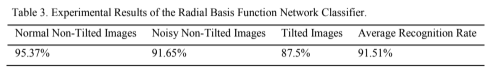 Table 3. Experimental Results of the Radial Basis Function Network Classifier.
Normal Non-Tilted Images Noisy Non-Tilted Images Tilted Images Average Recognition Rate
95.37% 91.65% 87.5% 91.51%